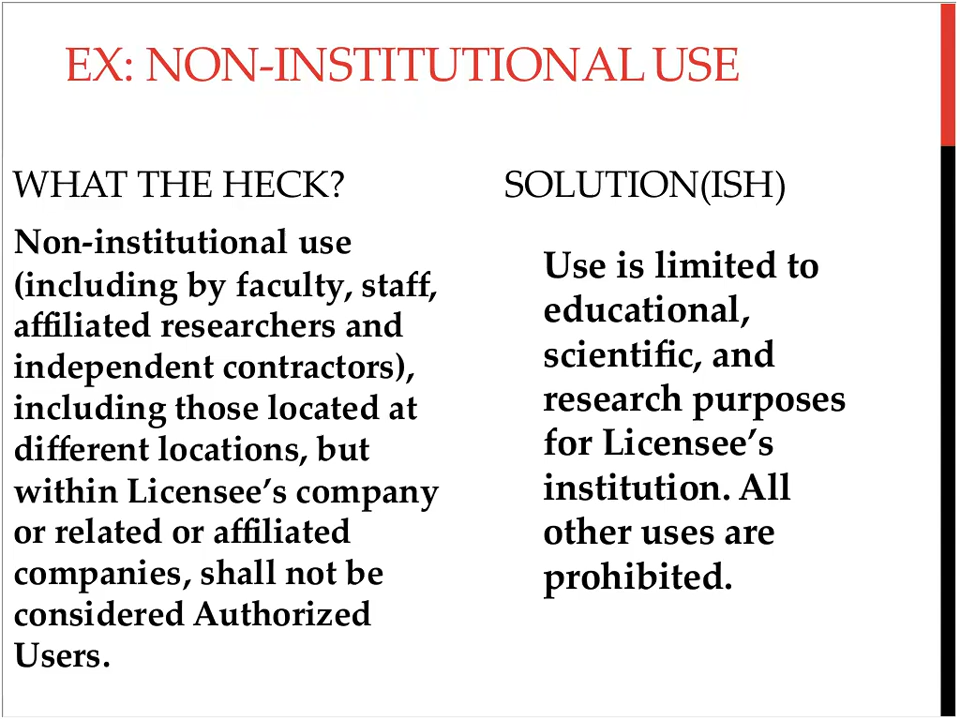 EX: NON-INSTITUTIONAL USE
WHAT THE HECK?
Non-institutional use
(including by faculty, staff,
affiliated researchers and
independent contractors),
including those located at
different locations, but
within Licensee’s company
or related or affiliated
companies, shall not be
considered Authorized
Users.
SOLUTION(ISH)
Use is limited to
educational,
scientific, and
research purposes
for Licensee’s
institution. All
other uses are
prohibited.